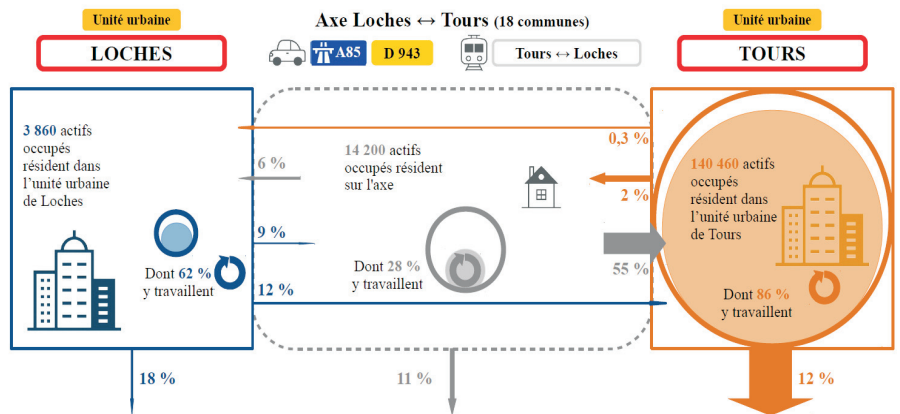 Unité urbaine
LOCHES
Axe Loches ↔ Tours (18 communes)
A85
D 943
Tours ↔ Loches
Unité urbaine
TOURS
3 860 actifs
occupés
résident dans
l’unité urbaine
de Loches
Dont 62 %
y travaillent
6 %
9 %
12 %
18 %
14 200 actifs
occupés résident
sur l'axe
Dont 28 %
y travaillent
11 %
0,3 %
2 %
55 %
140 460 actifs
occupés
résident dans
l’unité urbaine
de Tours
Dont 86 %
y travaillent
12 %